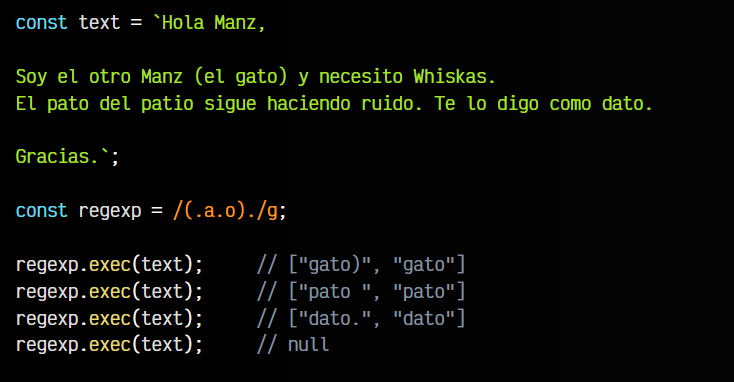 const text = `Hola Manz,
Soy el otro Manz (el gato) y necesito Whiskas.
El pato del patio sigue haciendo ruido. Te lo digo como dato.
Gracias.`;
const regexp = /(.a.o)./g;
regexp.exec(text);     // ["gato)", "gato"]
regexp.exec(text);     // ["pato ", "pato"]
regexp.exec(text);     // ["dato.", "dato"]
regexp.exec(text);     // null